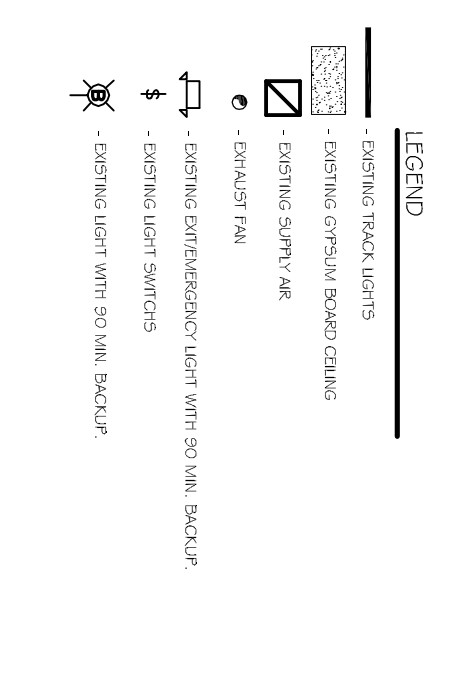 LEGEND
- EXISTING TRACK LIGHTS
- EXISTING GYPSUM BOARD CEILING
- EXISTING SUPPLY AIR
- EXHAUST FAN
- EXISTING EXIT/EMERGENCY LIGHT WITH 90 MIN. BACKUP.
$ - EXISTING LIGHT SWITCHS
B - EXISTING LIGHT WITH 90 MIN. BACKUP.